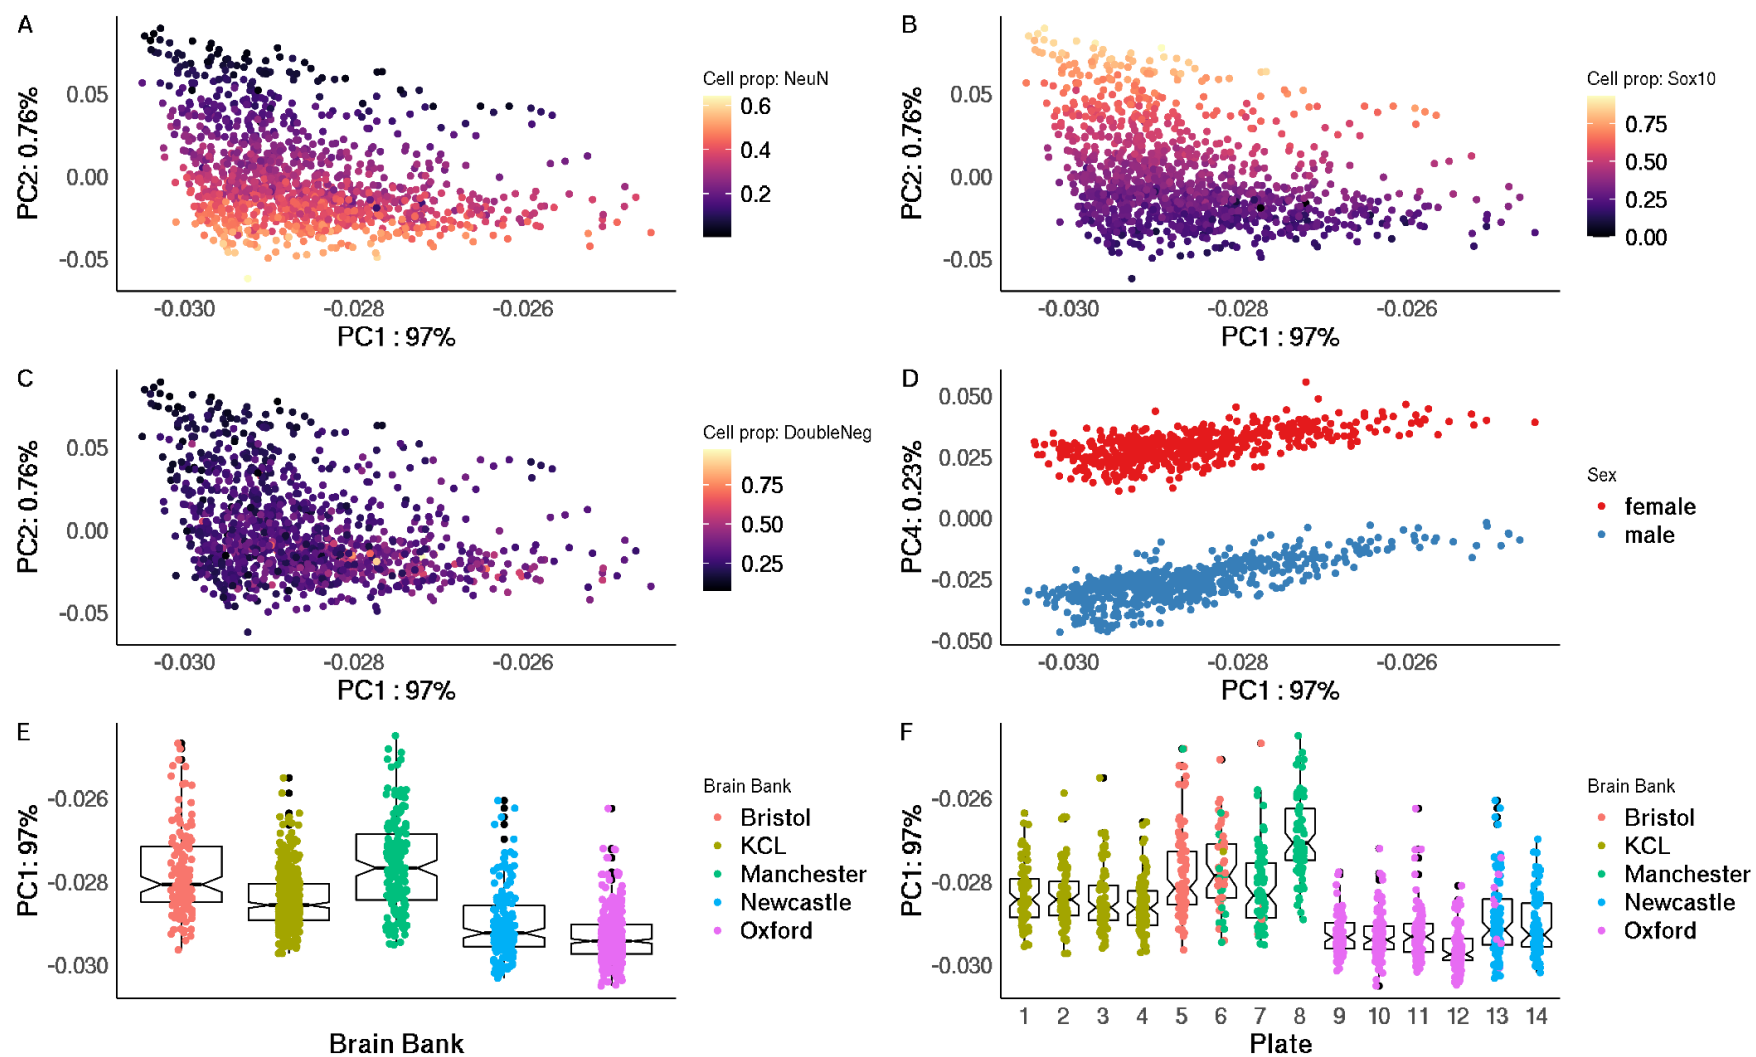 A
PC2: 0.76%
0.05
0.00
-0.05
-0.030
-0.028
-0.026
PC1 : 97%
Cell prop: NeuN
0.6
0.4
0.2
B
PC2: 0.76%
0.05
0.00
-0.05
-0.030
-0.028
-0.026
PC1 : 97%
Cell prop: Sox10
0.75
0.50
0.25
0.00
C
PC2: 0.76%
0.05
0.00
-0.05
-0.030
-0.028
-0.026
PC1 : 97%
Cell prop: DoubleNeg
0.75
0.50
0.25
D
PC4: 0.23%
0.050
0.025
0.000
-0.025
-0.050
-0.030
-0.028
-0.026
PC1 : 97%
Sex
female
male
E
PC1: 97%
-0.026
-0.028
-0.030
Brain Bank
Brain Bank
Bristol
KCL
Manchester
Newcastle
Oxford
F
PC1: 97%
-0.026
-0.028
-0.030
1 2 3 4 5 6 7 8 9 10 11 12 13 14
Plate
Brain Bank
Bristol
KCL
Manchester
Newcastle
Oxford